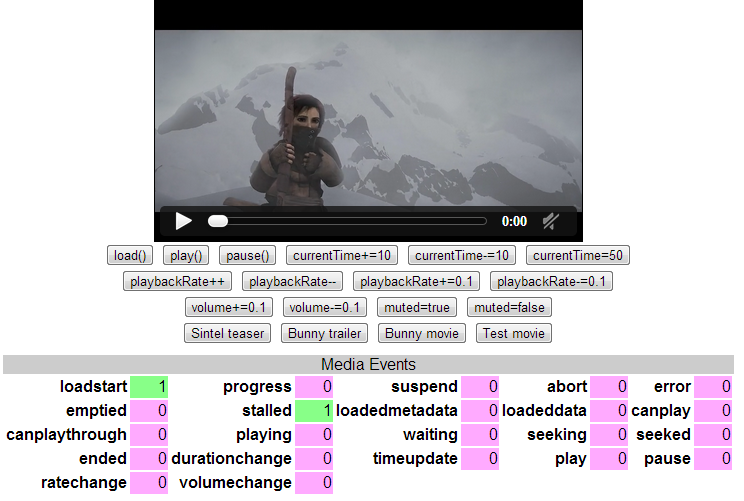 0:00
load() play() pause() currentTime+=10 currentTime-=10 currentTime=50
playbackRate++ playbackRate-- playbackRate+=0.1 playbackRate-=0.1
volume+=0.1 volume-=0.1 muted=true muted=false
Sintel teaser Bunny trailer Bunny movie Test movie
Media Events
loadstart 1 progress 0 suspend 0 abort 0 error 0
emptied 0 stalled 1 loadedmetadata 0 loadeddata 0 canplay 0
canplaythrough 0 playing 0 waiting 0 seeking 0 seeked 0
ended 0 durationchange 0 timeupdate 0 play 0 pause 0
ratechange 0 volumechange 0